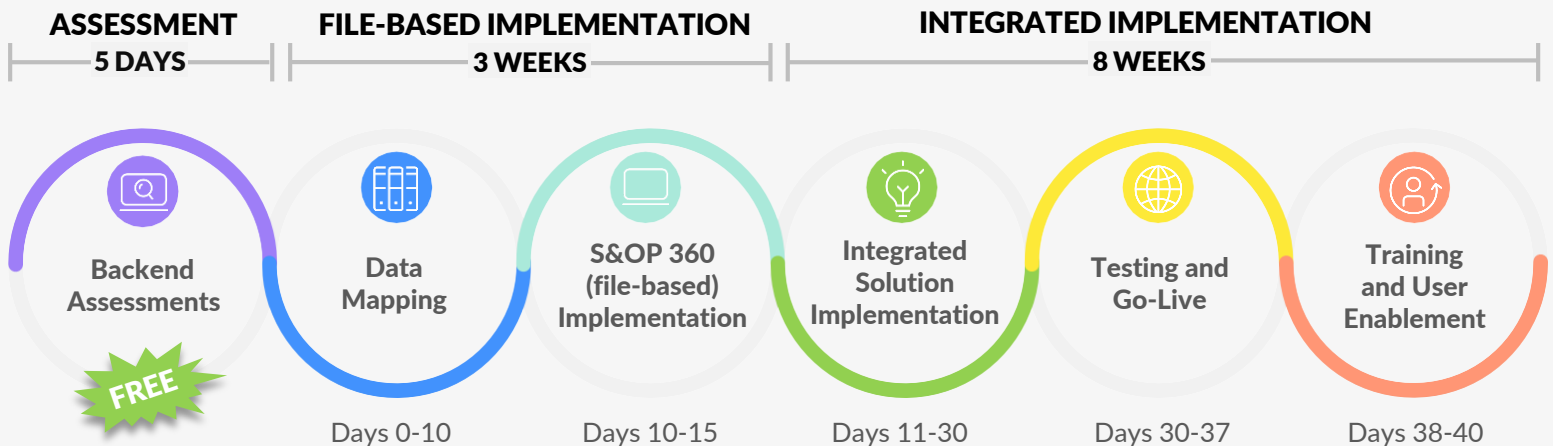 ASSESSMENT
5 DAYS
FILE-BASED IMPLEMENTATION
3 WEEKS
INTEGRATED IMPLEMENTATION
8 WEEKS
Backend
Assessments
FREE
Data
Mapping
Days 0-10
S&OP 360
(file-based)
Implementation
Days 10-15
Integrated
Solution
Implementation
Days 11-30
Testing and
Go-Live
Days 30-37
Training
and User
Enablement
Days 38-40